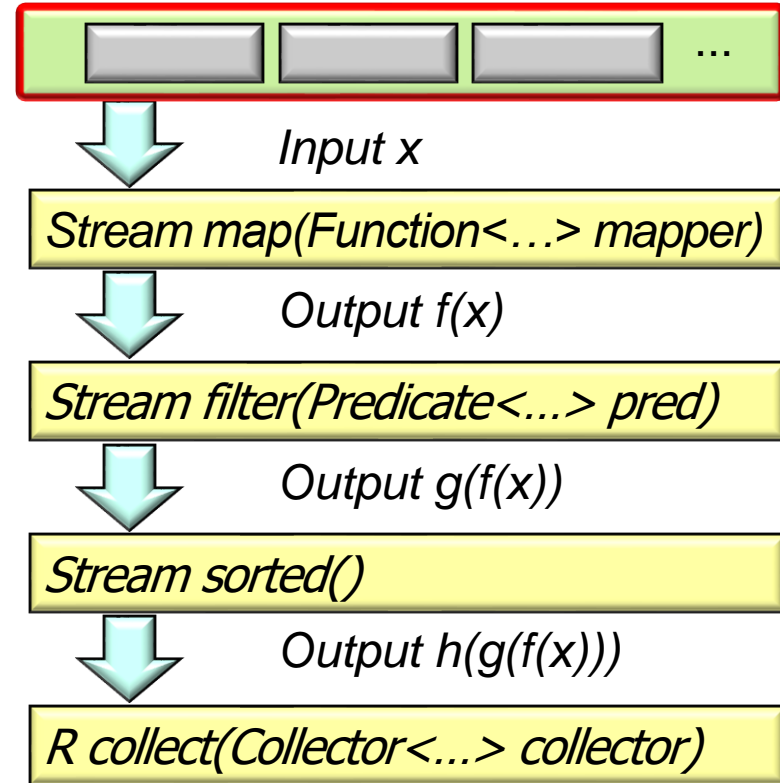 ...
Input x
Stream map(Function<…> mapper)
Output f(x)
Stream filter(Predicate<...> pred)
Output g(f(x))
Stream sorted()
Output h(g(f(x)))
R collect(Collector<...> collector)